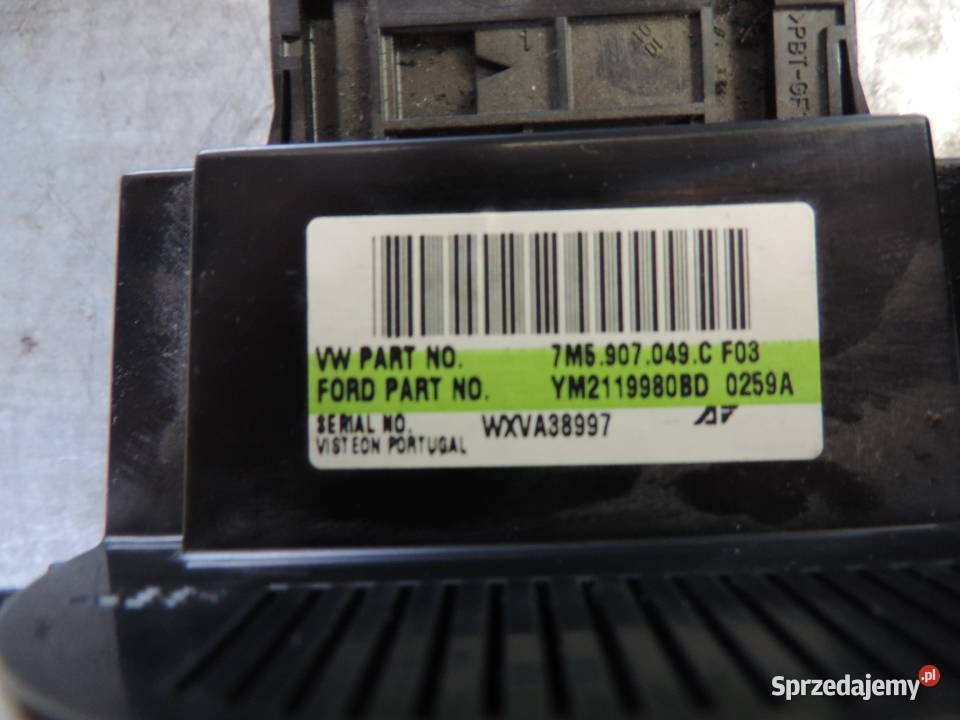 >PBT-GF
VW PART NO. 7M5.907.049.C F03
FORD PART NO. YM2119980BD 0259A
SERIAL NO. WXVA38997
VISTEON PORTUGAL
Sprzedajemy.pl